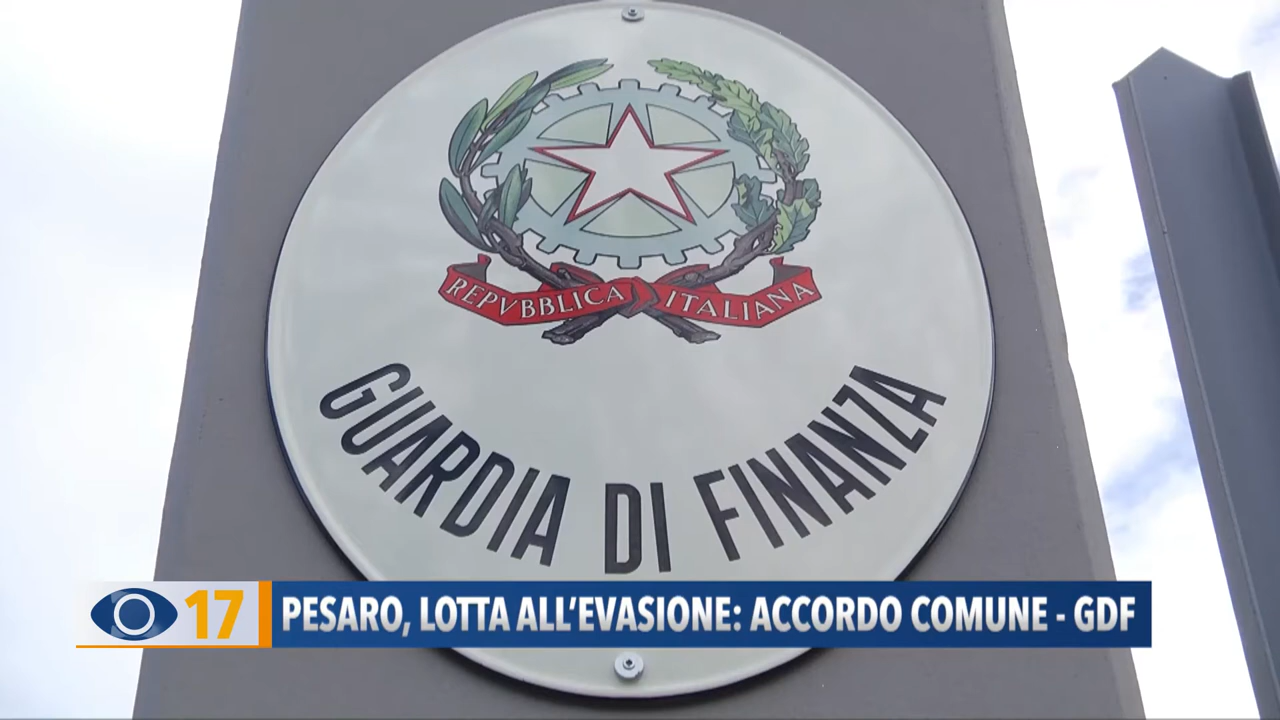 REPVBBLICA ITALIANA
GUARDIA DI FINANZA
17 PESARO, LOTTA ALL'EVASIONE: ACCORDO COMUNE - GDF